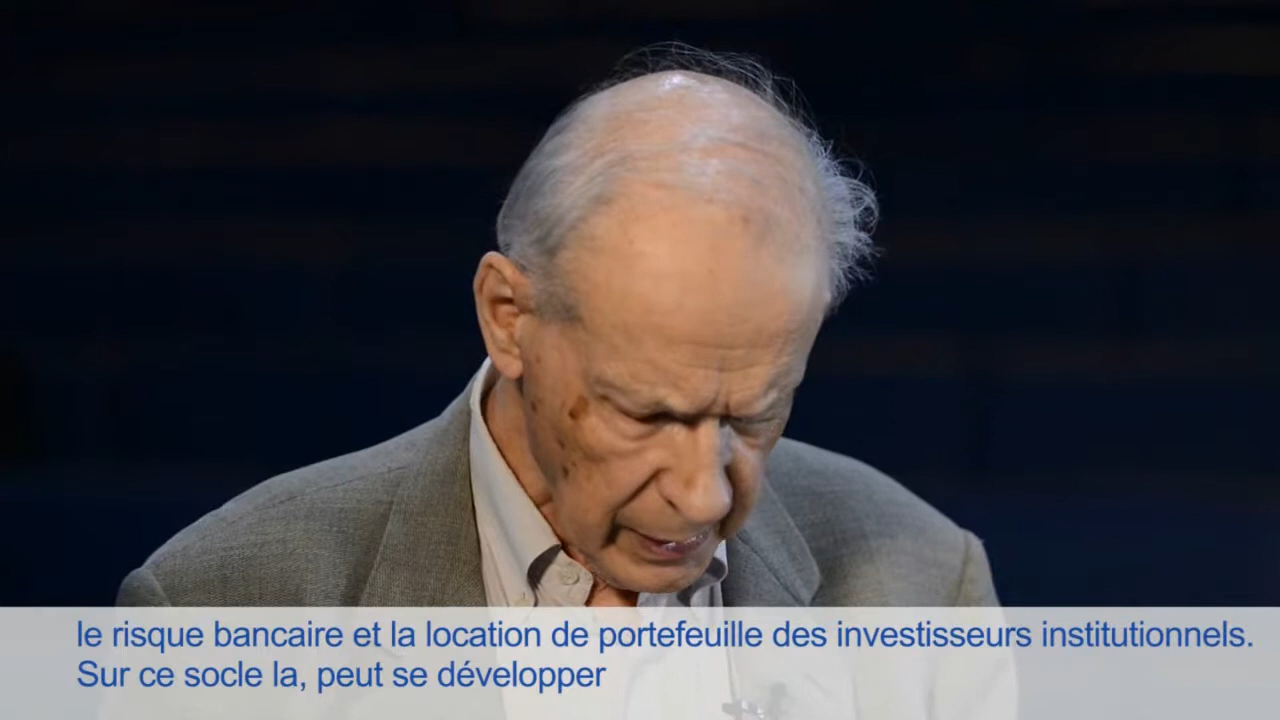 le risque bancaire et la location de portefeuille des investisseurs institutionnels.
Sur ce socle la, peut se développer